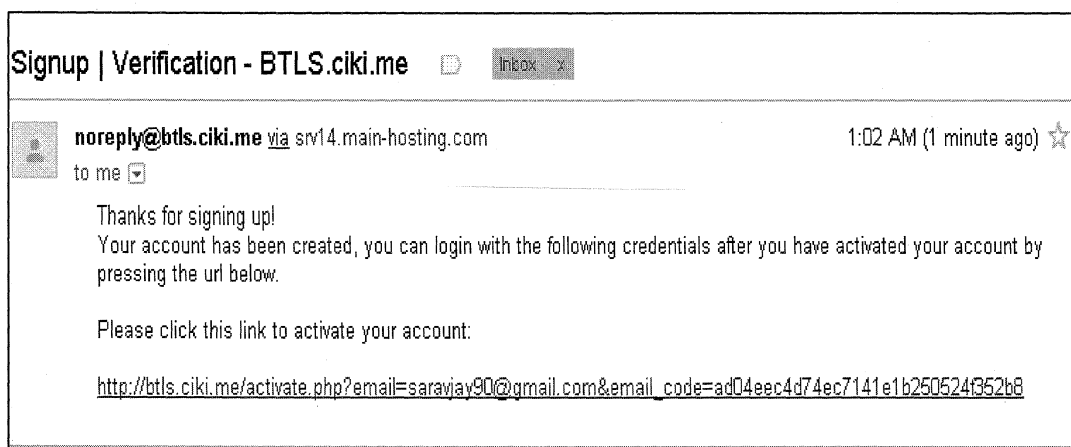 Signup | Verification - BTLS.ciki.me Inbox x
noreply@btls.ciki.me via srv14.main-hosting.com 1:02 AM (1 minute ago)
to me
Thanks for signing up!
Your account has been created, you can login with the following credentials after you have activated your account by
pressing the url below.
Please click this link to activate your account:
http://btls.ciki.me/activate.php?email=saravjay90@gmail.com&email_code=ad04eec4d74ec7141e1b250524f352b8